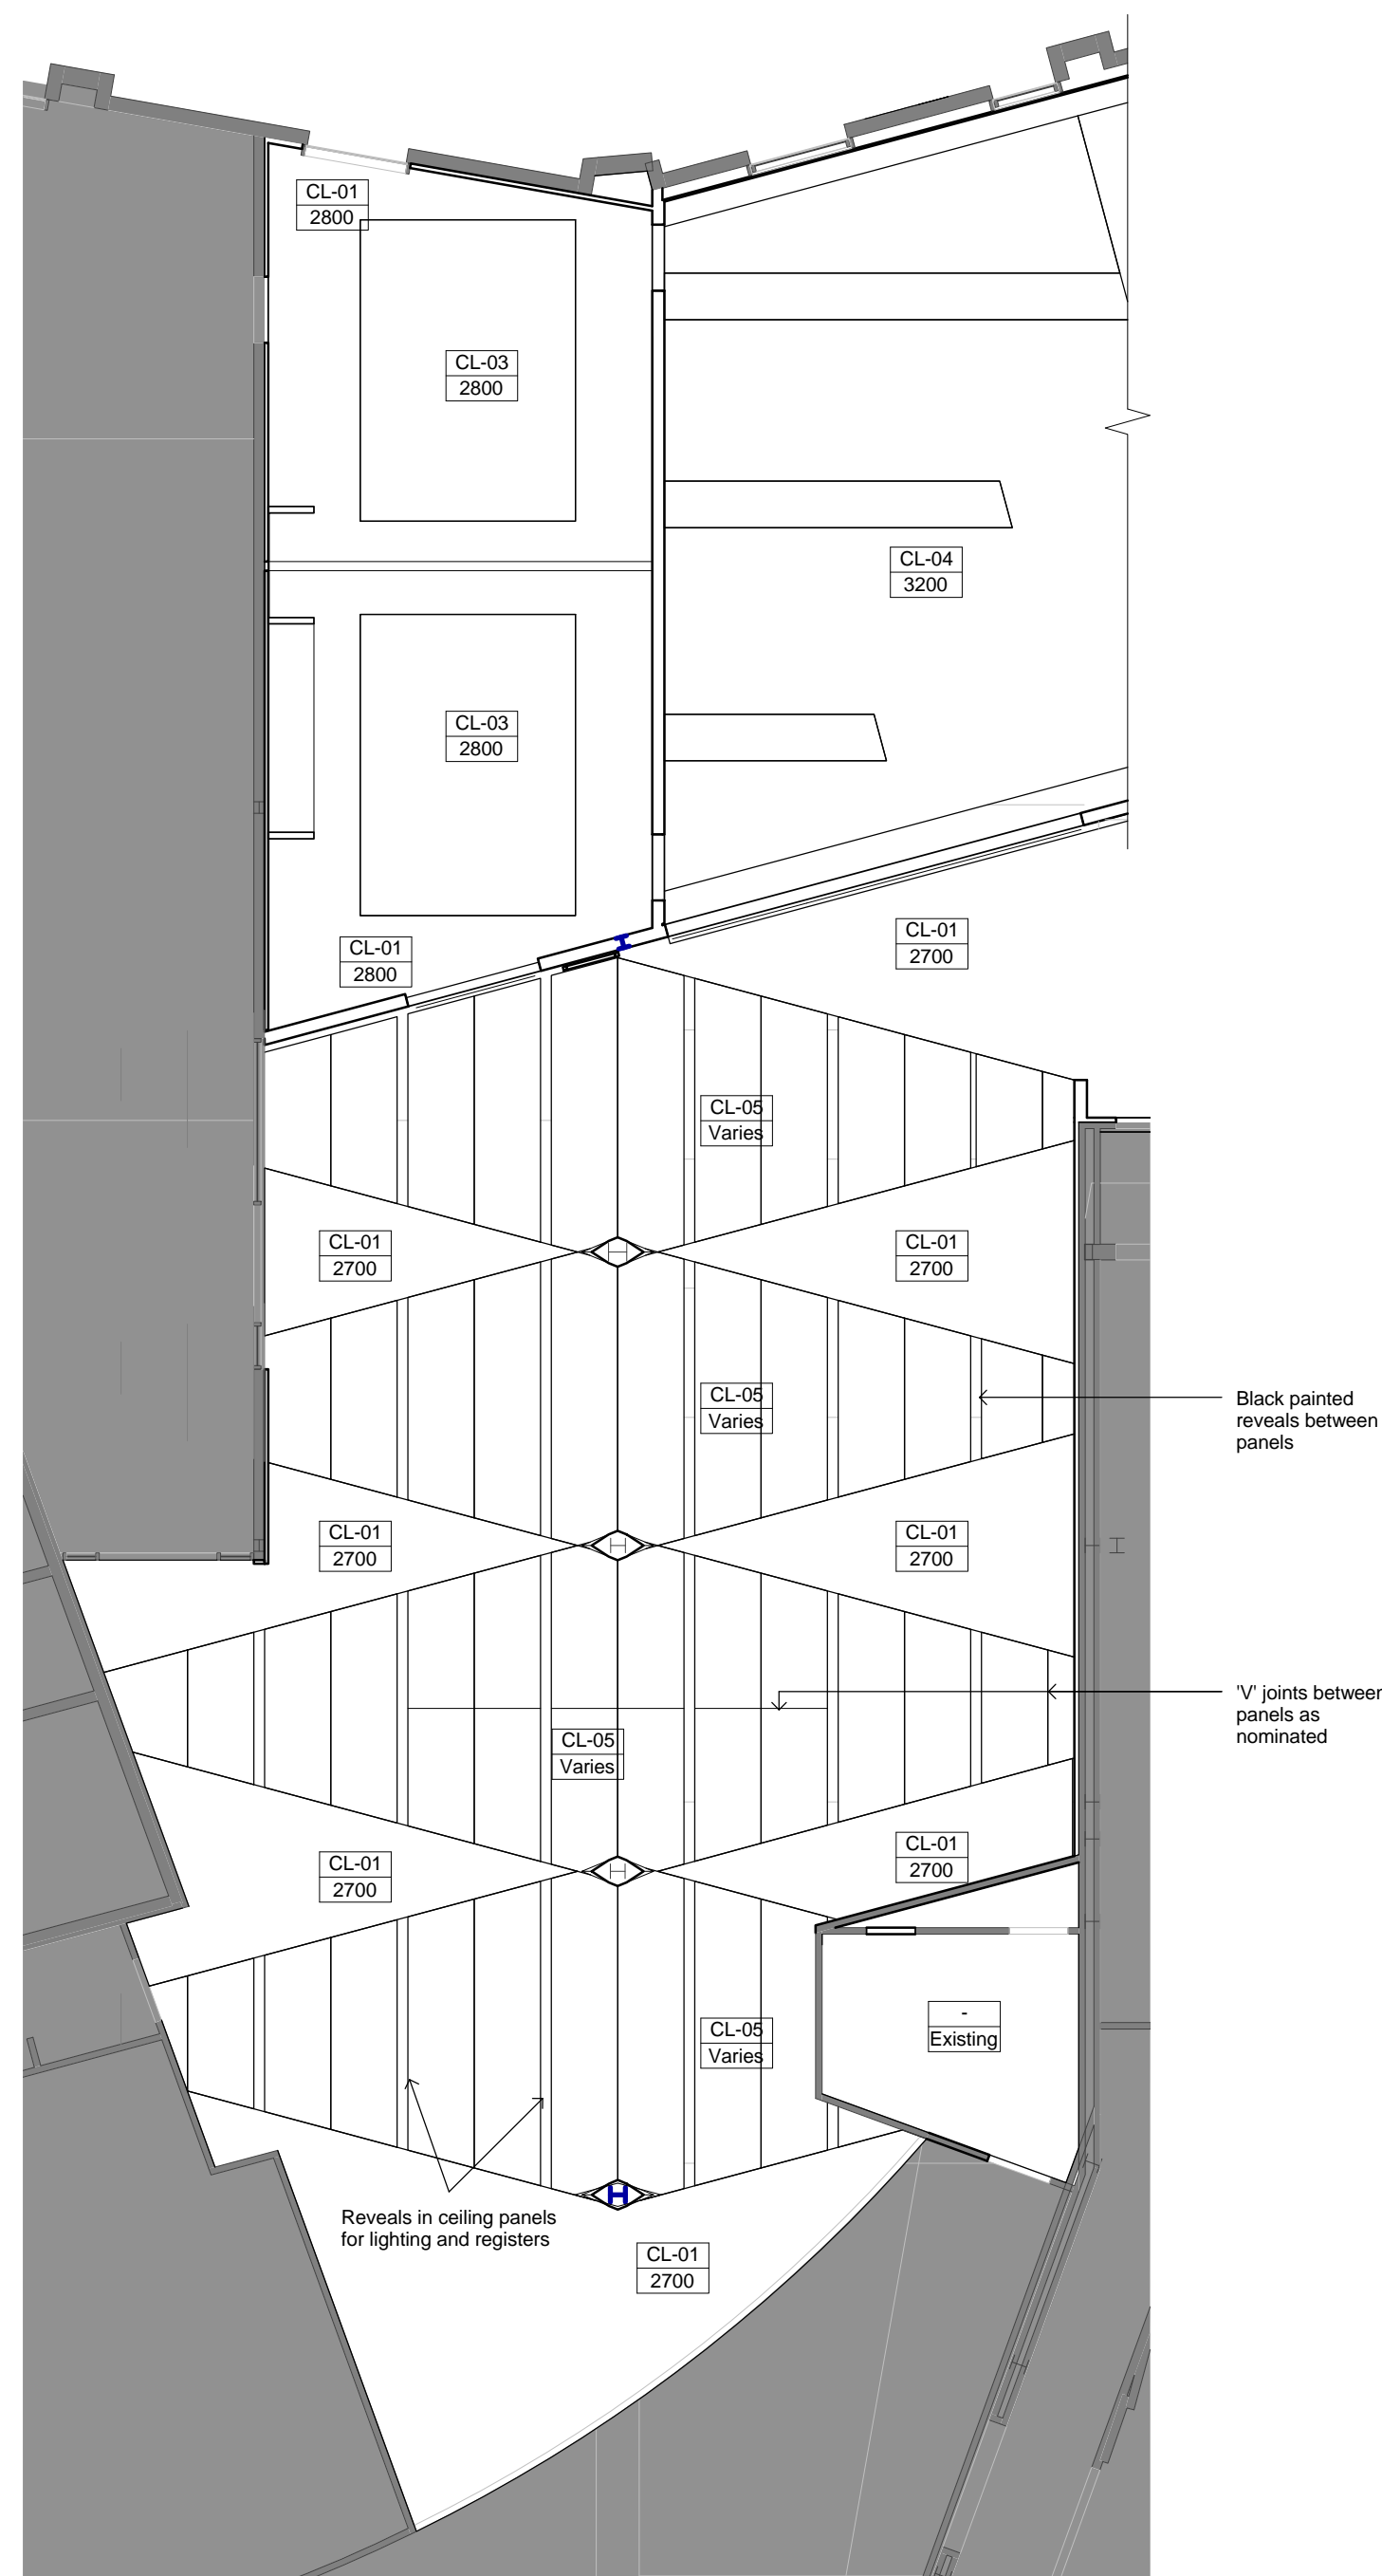 CL-01
2800
CL-03
2800
CL-04
3200
CL-03
2800
CL-01
2700
CL-01
2800
CL-05
Varies
CL-01
2700
CL-01
2700
CL-05
Varies
Black painted
reveals between
panels
CL-01
2700
CL-01
2700
'V' joints between
panels as
nominated
CL-05
Varies
CL-01
2700
CL-01
2700
-
Existing
CL-05
Varies
Reveals in ceiling panels
for lighting and registers
CL-01
2700